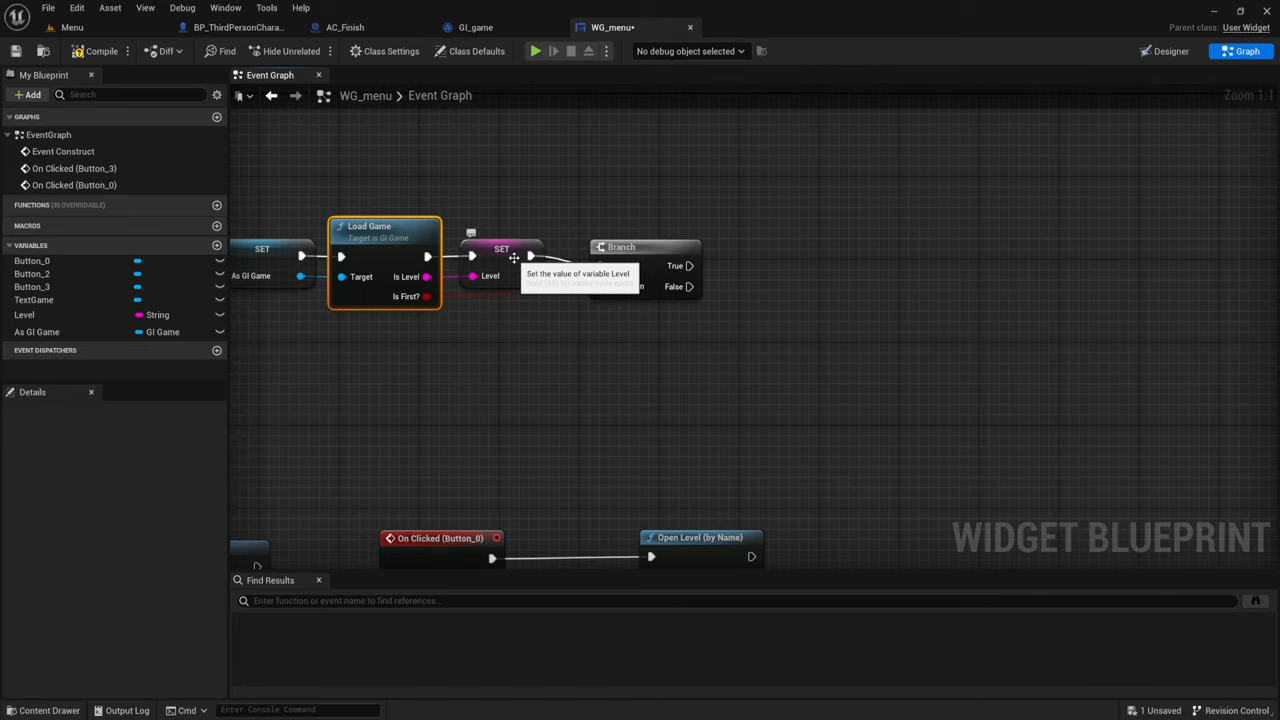 File Edit Asset View Debug Window Tools Help
Menu BP_ThirdPersonChara... AC_Finish GI_game WG_menu• Parent class: User Widget
Compile Diff Find Hide Unrelated Class Settings Class Defaults No debug object selected Designer Graph
My Blueprint Event Graph
Add Search WG_menu > Event Graph Zoom 1:1
GRAPHS
EventGraph
Event Construct
On Clicked (Button_3)
On Clicked (Button_0)
FUNCTIONS (30 OVERRIDABLE)
MACROS
VARIABLES
Button_0
Button_2
Button_3
TextGame
Level String
As GI Game GI Game
EVENT DISPATCHERS
Details
SET
As GI Game
Load Game
Target is GI Game
Target Is Level
Is First?
SET
Level
Set the value of variable Level
Branch
True
n False
On Clicked (Button_0)
Open Level (by Name)
WIDGET BLUEPRINT
Find Results
Enter function or event name to find references...
Content Drawer Output Log Cmd Enter Console Command 1 Unsaved Revision Control